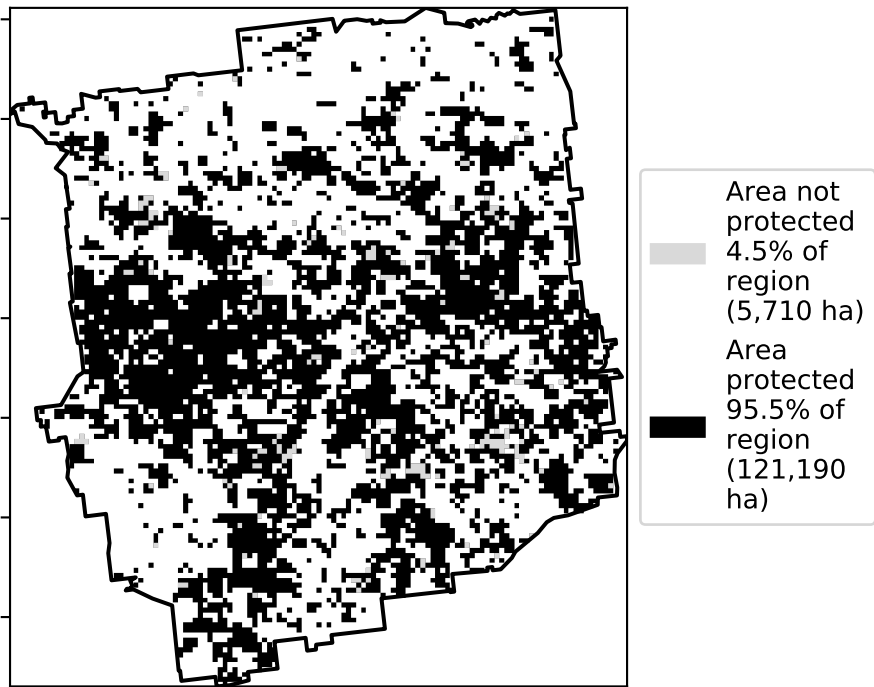 Area not
protected
4.5% of
region
(5,710 ha)
Area
protected
95.5% of
region
(121,190
ha)